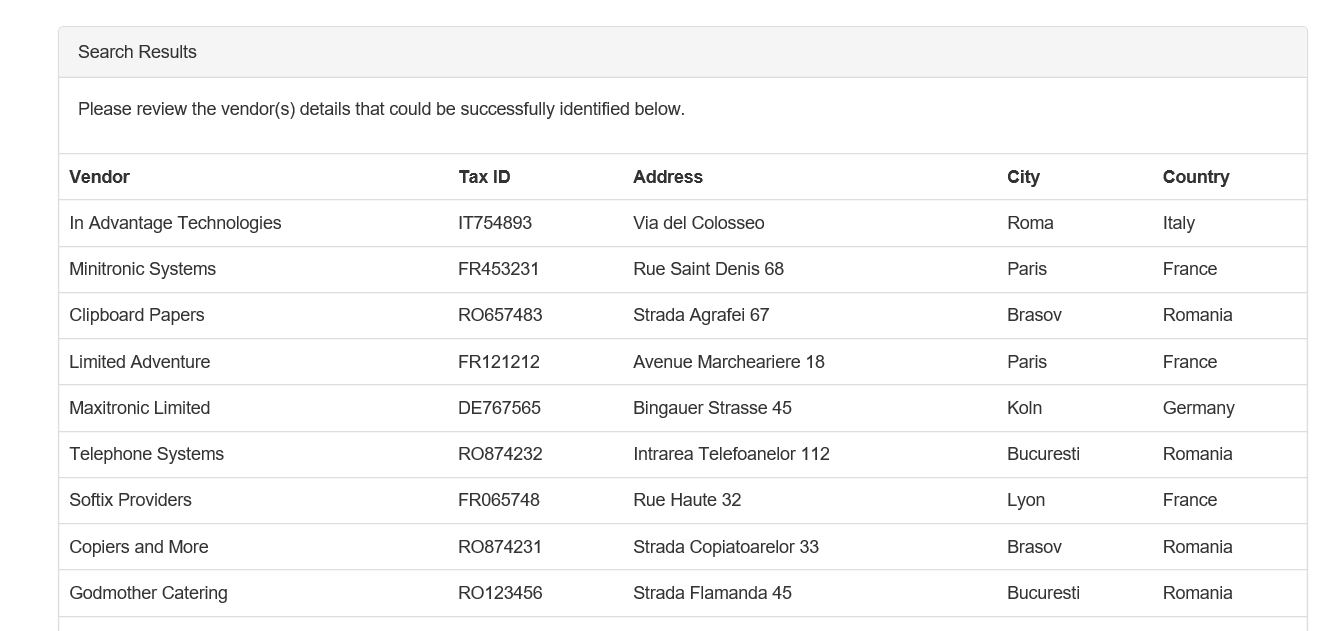 Search Results
Please review the vendor(s) details that could be successfully identified below.
Vendor Tax ID Address City Country
In Advantage Technologies IT754893 Via del Colosseo Roma Italy
Minitronic Systems FR453231 Rue Saint Denis 68 Paris France
Clipboard Papers RO657483 Strada Agrafei 67 Brasov Romania
Limited Adventure FR121212 Avenue Marcheariere 18 Paris France
Maxitronic Limited DE767565 Bingauer Strasse 45 Koln Germany
Telephone Systems RO874232 Intrarea Telefoanelor 112 Bucuresti Romania
Softix Providers FR065748 Rue Haute 32 Lyon France
Copiers and More RO874231 Strada Copiatoarelor 33 Brasov Romania
Godmother Catering RO123456 Strada Flamanda 45 Bucuresti Romania